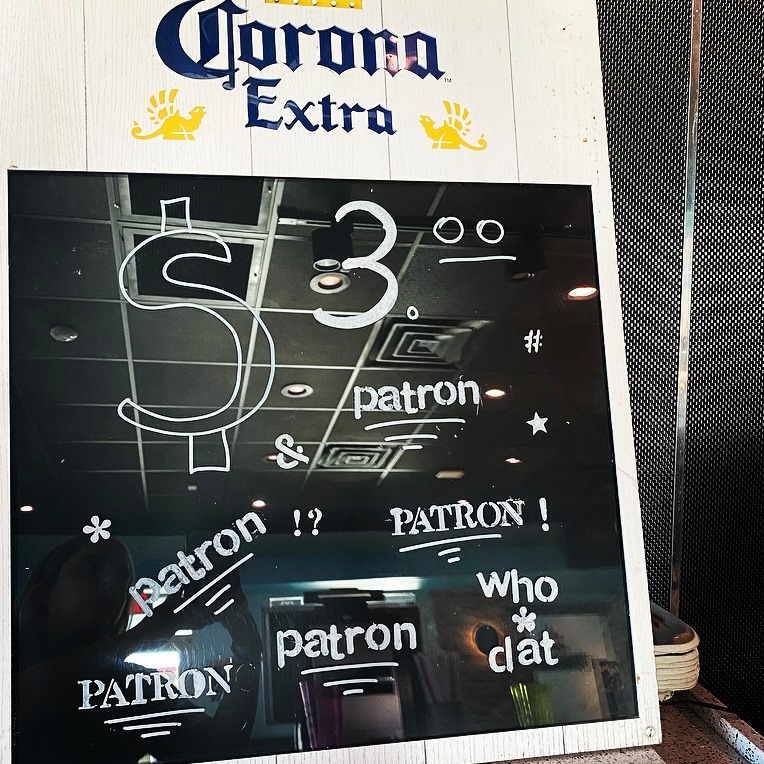 Corona
Extra
$3.00
#
patron
&
* patron !? PATRON !
who
*
dat
patron
PATRON